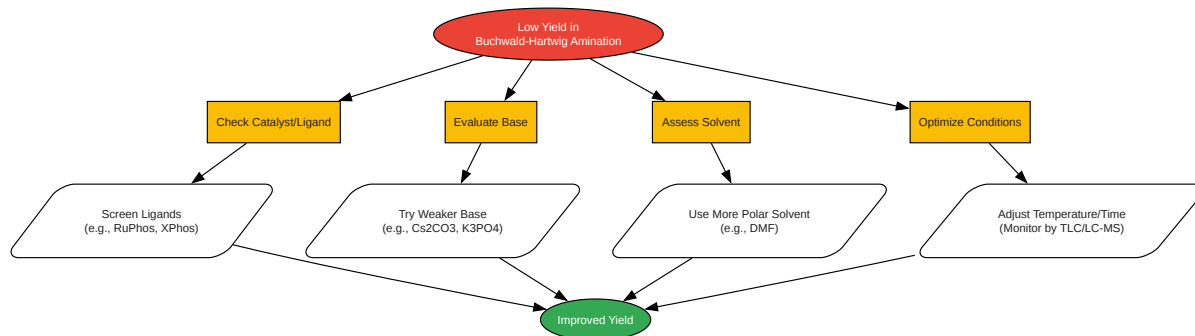 Low Yield in
Buchwald-Hartwig Amination
Check Catalyst/Ligand
Evaluate Base
Assess Solvent
Optimize Conditions
Screen Ligands
(e.g., RuPhos, XPhos)
Try Weaker Base
(e.g., Cs2CO3, K3PO4)
Use More Polar Solvent
(e.g., DMF)
Adjust Temperature/Time
(Monitor by TLC/LC-MS)
Improved Yield